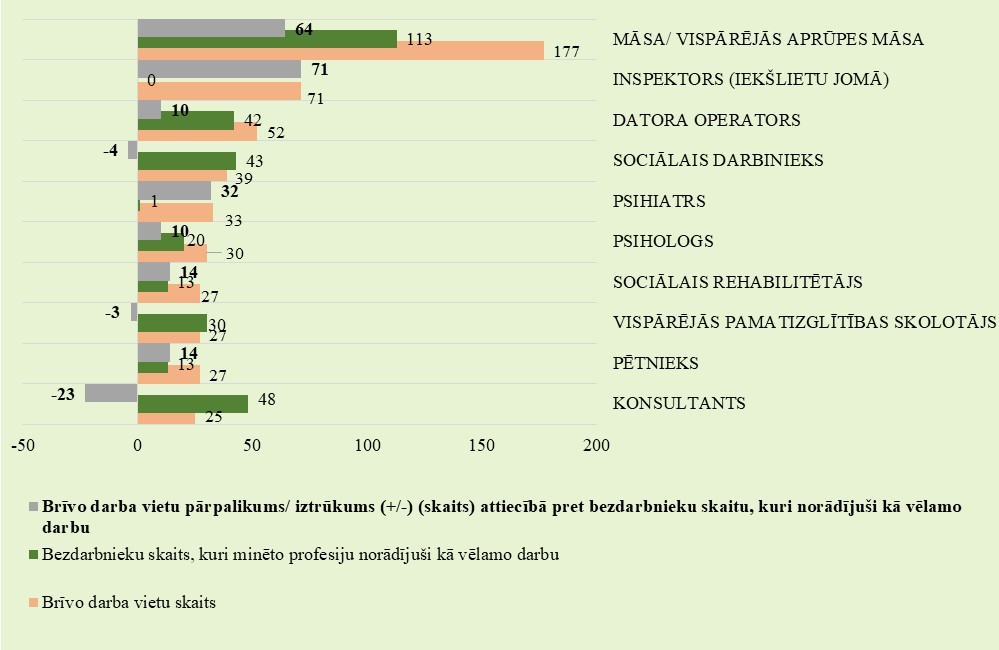 64
113
177
MĀSA/ VISPĀRĒJĀS APRŪPES MĀSA
71
0
71
INSPEKTORS (IEKŠLIETU JOMĀ)
10
42
52
DATORA OPERATORS
-4
43
39
SOCIĀLAIS DARBINIEKS
32
1
33
PSIHIATRS
10
20
30
PSIHOLOGS
14
13
27
SOCIĀLAIS REHABILITĒTĀJS
-3
30
27
VISPĀRĒJĀS PAMATIZGLĪTĪBAS SKOLOTĀJS
14
13
27
PĒTNIEKS
-23
48
25
KONSULTANTS
-50 0 50 100 150 200
Brīvo darba vietu pārpalikums/ iztrūkums (+/-) (skaits) attiecībā pret bezdarbnieku skaitu, kuri norādījuši kā vēlamo
darbu
Bezdarbnieku skaits, kuri minēto profesiju norādījuši kā vēlamo darbu
Brīvo darba vietu skaits